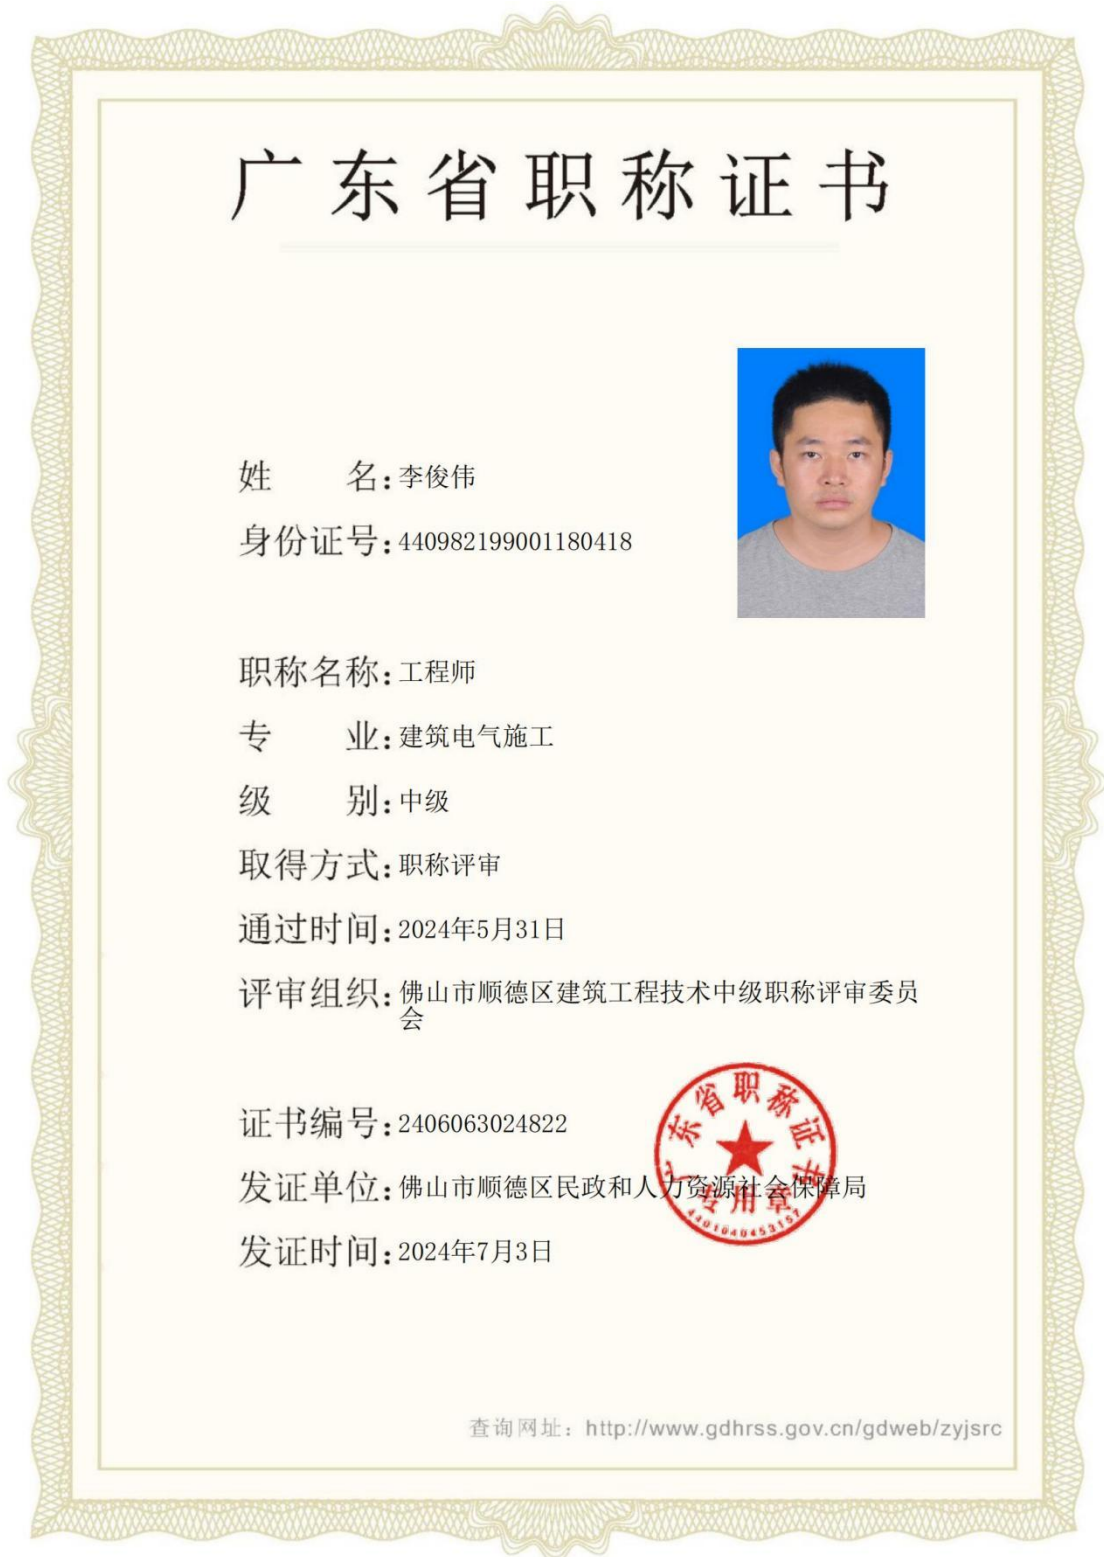 广东省职称证书
姓 名：李俊伟
身份证号：440982199001180418
职称名称：工程师
专 业：建筑电气施工
级 别：中级
取得方式：职称评审
通过时间：2024年5月31日
评审组织：佛山市顺德区建筑工程技术中级职称评审委员
会
证书编号：2406063024822
发证单位：佛山市顺德区民政和人力资源社会保障局
发证时间：2024年7月3日
广东省职称证书
专用章
4401040453157
查询网址：http://www.gdhrss.gov.cn/gdweb/zyjsrc